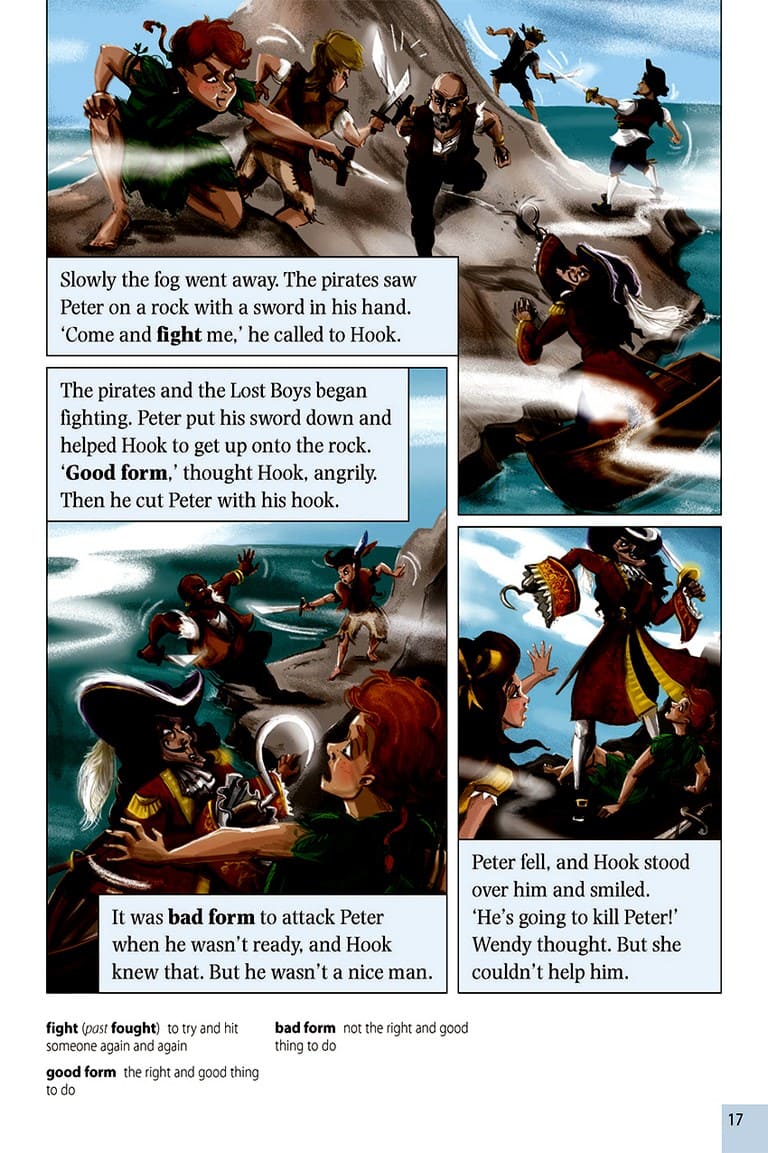 Slowly the fog went away. The pirates saw
Peter on a rock with a sword in his hand.
‘Come and fight me,’ he called to Hook.
The pirates and the Lost Boys began
fighting. Peter put his sword down and
helped Hook to get up onto the rock.
‘Good form,’ thought Hook, angrily.
Then he cut Peter with his hook.
It was bad form to attack Peter
when he wasn’t ready, and Hook
knew that. But he wasn’t a nice man.
Peter fell, and Hook stood
over him and smiled.
‘He’s going to kill Peter!’
Wendy thought. But she
couldn’t help him.
fight (past fought) to try and hit
someone again and again
good form the right and good thing
to do
bad form not the right and good
thing to do
17